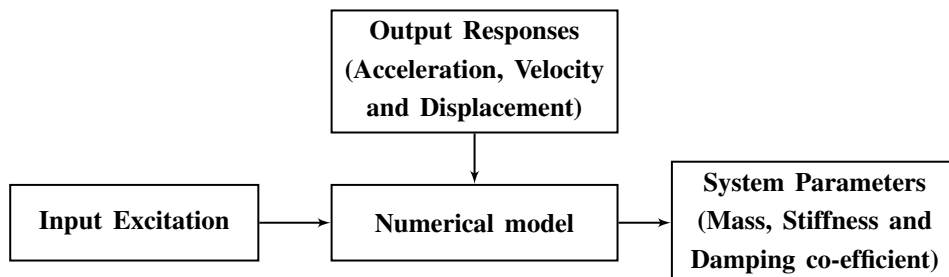 Output Responses
(Acceleration, Velocity
and Displacement)
Input Excitation
Numerical model
System Parameters
(Mass, Stiffness and
Damping co-efficient)